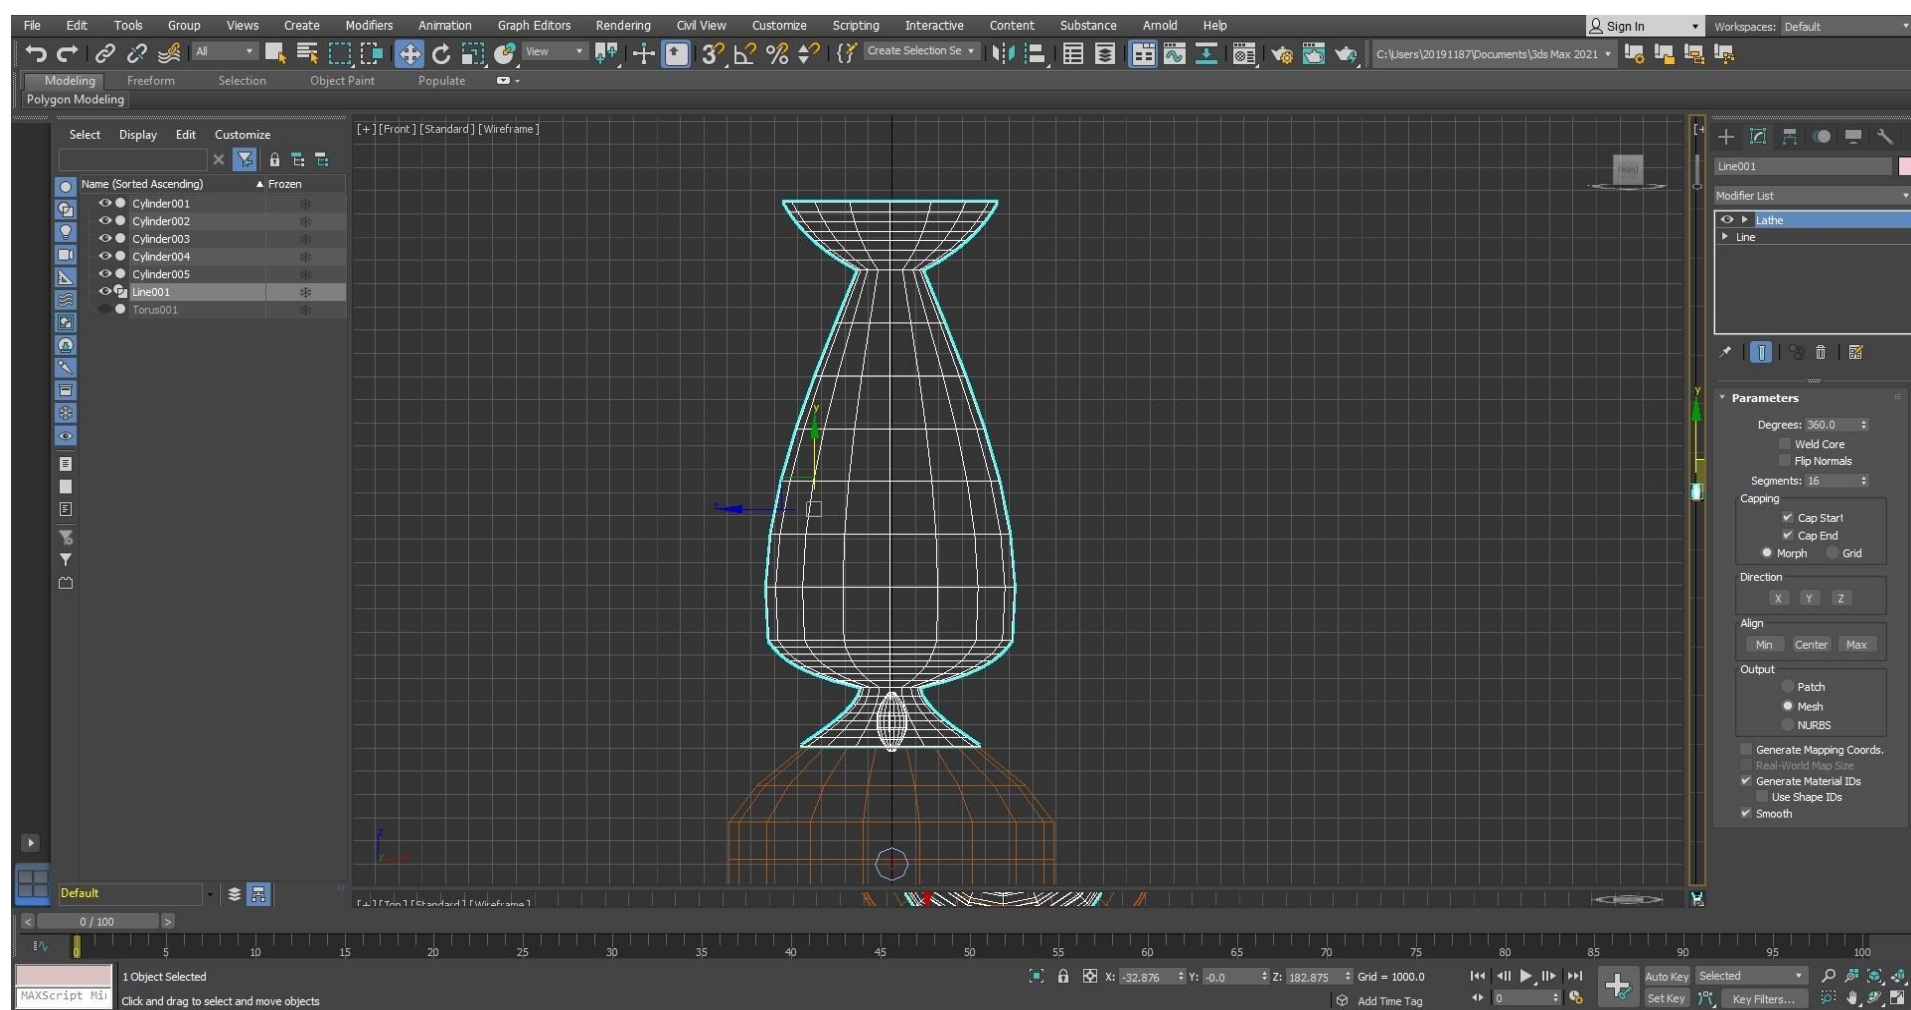 File Edit Tools Group Views Create Modifiers Animation Graph Editors Rendering Civil View Customize Scripting Interactive Content Substance Arnold Help Sign In Workspaces: Default
All View Create Selection Se C:\Users\20191187\Documents\3ds Max 2021
Modeling Freeform Selection Object Paint Populate
Polygon Modeling
Select Display Edit Customize
[+][Front][Standard][Wireframe]
[+
FRONT
Name (Sorted Ascending) Frozen
Cylinder001
Cylinder002
Cylinder003
Cylinder004
Cylinder005
Line001
Torus001
y
z
z
y
y
Default
[+][Top][Standard][Wireframe]
Line001
Modifier List
Lathe
Line
Parameters
Degrees: 360.0
Weld Core
Flip Normals
Segments: 16
Capping
Cap Start
Cap End
Morph Grid
Direction
X Y Z
Align
Min Center Max
Output
Patch
Mesh
NURBS
Generate Mapping Coords.
Real-World Map Size
Generate Material IDs
Use Shape IDs
Smooth
< 0 / 100 >
0 5 10 15 20 25 30 35 40 45 50 55 60 65 70 75 80 85 90 95 100
1 Object Selected X: -32.876 Y: -0.0 Z: 182.875 Grid = 1000.0 Auto Key Selected
MAXScript Mi Click and drag to select and move objects Add Time Tag 0 Set Key Key Filters...